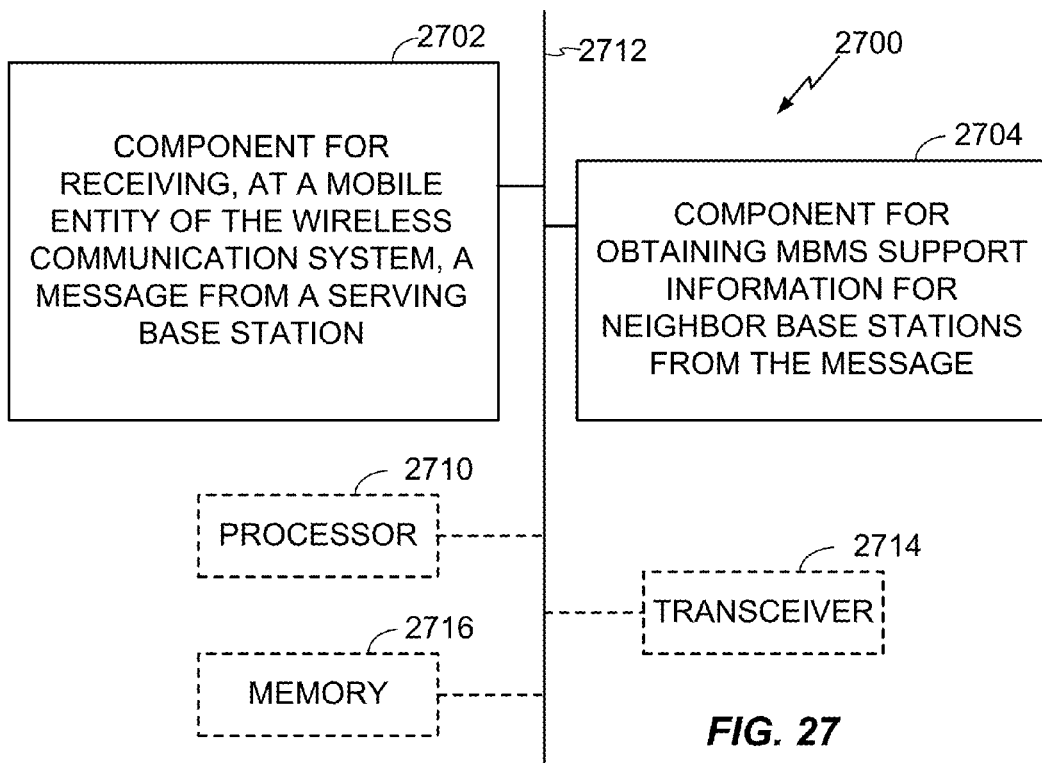 2702
2712
2700
COMPONENT FOR
RECEIVING, AT A MOBILE
ENTITY OF THE WIRELESS
COMMUNICATION SYSTEM, A
MESSAGE FROM A SERVING
BASE STATION
2704
COMPONENT FOR
OBTAINING MBMS SUPPORT
INFORMATION FOR
NEIGHBOR BASE STATIONS
FROM THE MESSAGE
2710
PROCESSOR
2714
TRANSCEIVER
2716
MEMORY
FIG. 27